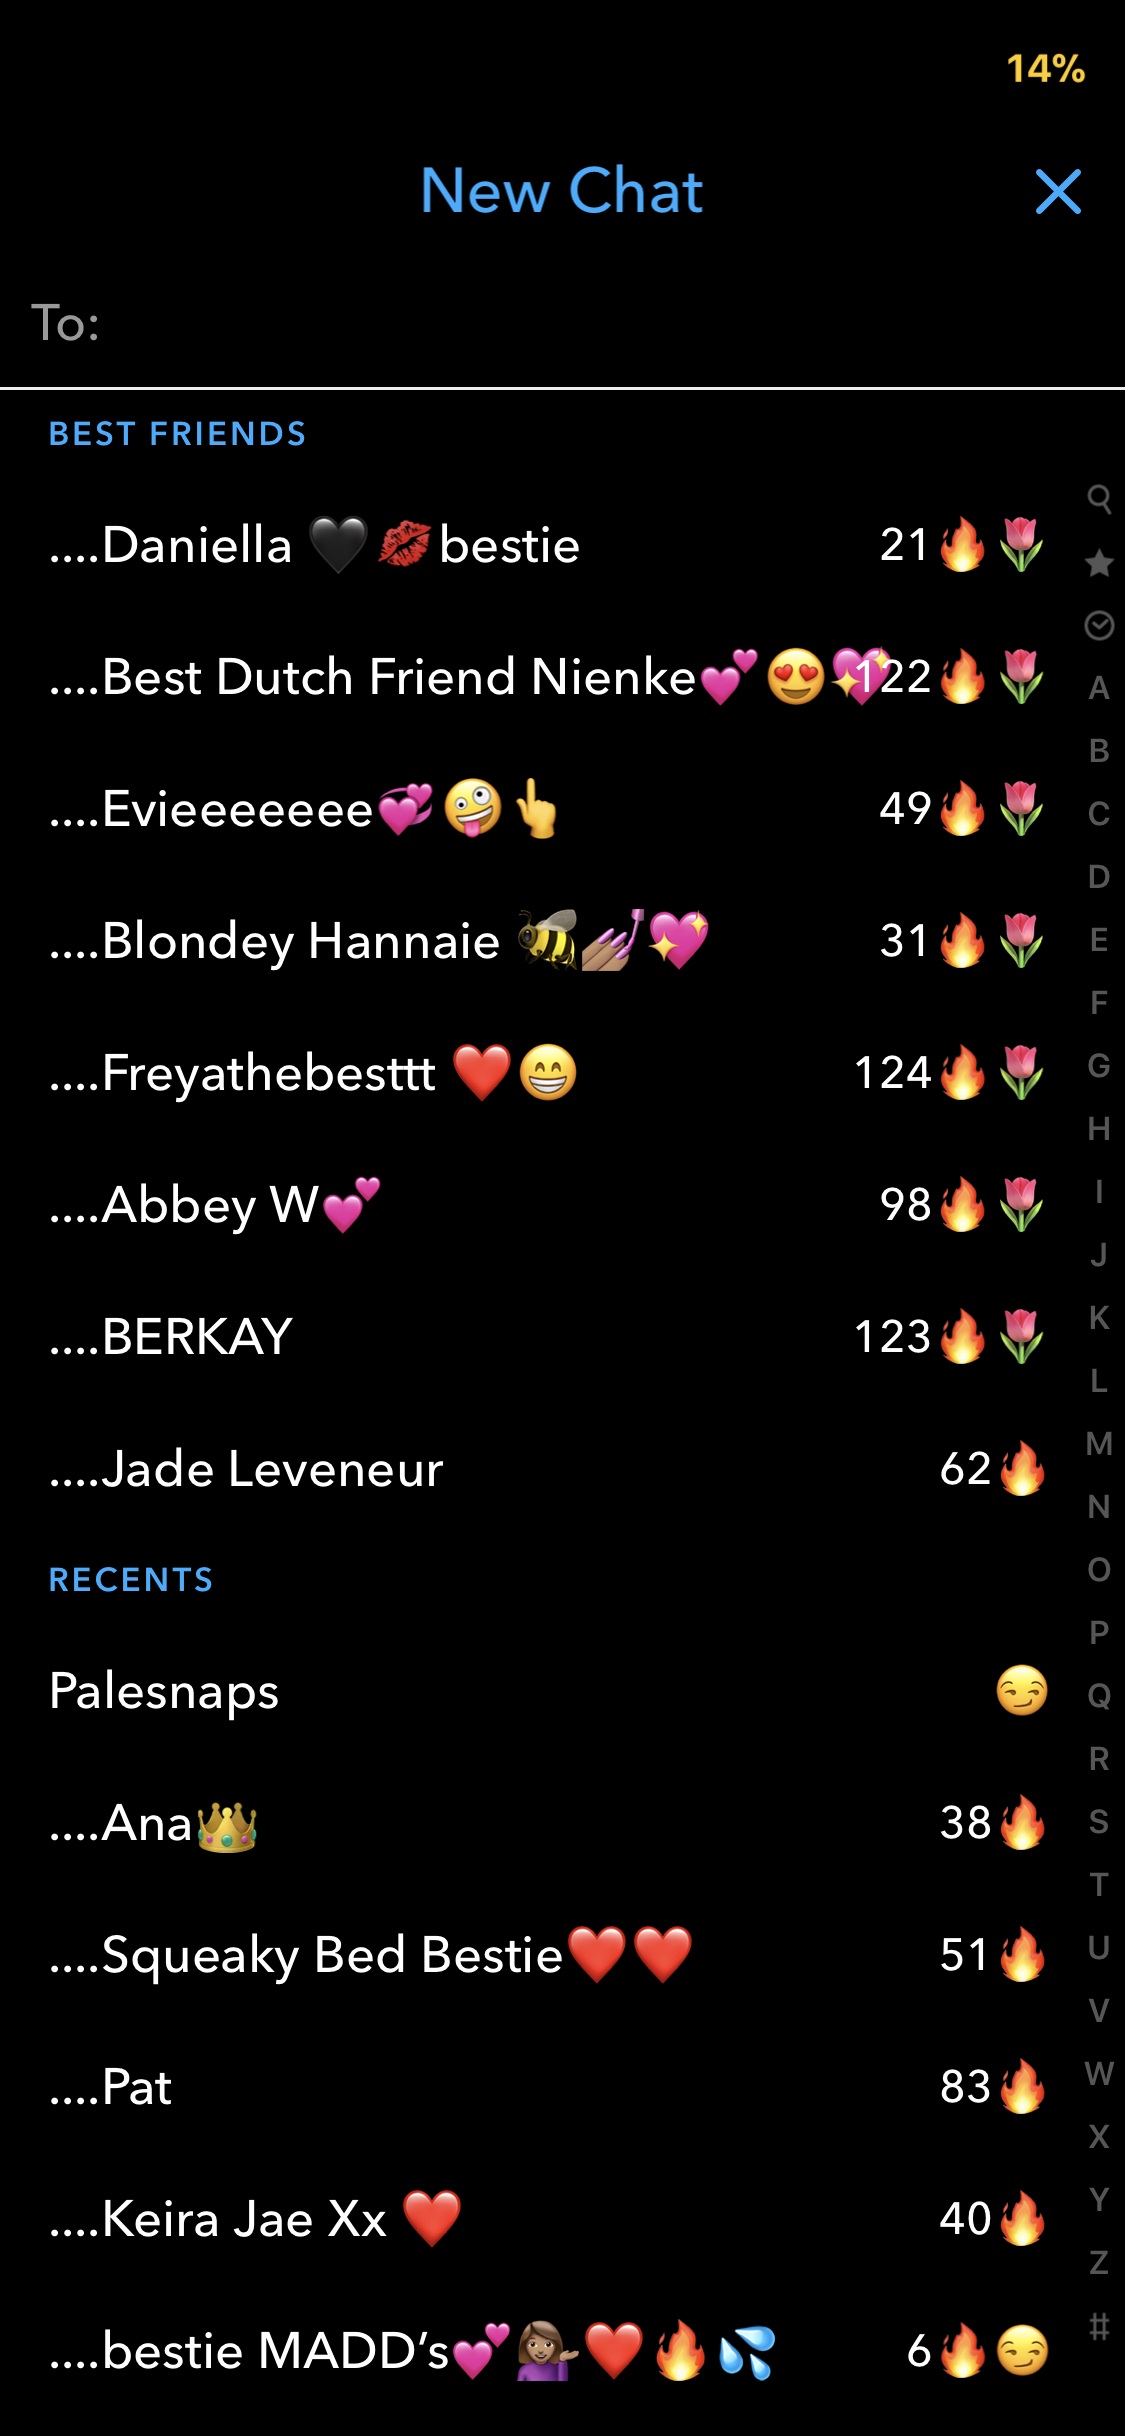 14%
New Chat
To:
BEST FRIENDS
....Daniella 🖤💋bestie 21🔥🌷
....Best Dutch Friend Nienke💕😍💖 122🔥🌷
....Evieeeeeeee💞🤪👆 49🔥🌷
....Blondey Hannaie 🐝💅🏽💖 31🔥🌷
....Freyathebesttt ❤️😁 124🔥🌷
....Abbey W💕 98🔥🌷
....BERKAY 123🔥🌷
....Jade Leveneur 62🔥
RECENTS
Palesnaps 😏
....Ana👑 38🔥
....Squeaky Bed Bestie❤️❤️ 51🔥
....Pat 83🔥
....Keira Jae Xx ❤️ 40🔥
....bestie MADD’s💕💁🏽‍♀️❤️🔥💦 6🔥😏
A
B
C
D
E
F
G
H
I
J
K
L
M
N
O
P
Q
R
S
T
U
V
W
X
Y
Z
#